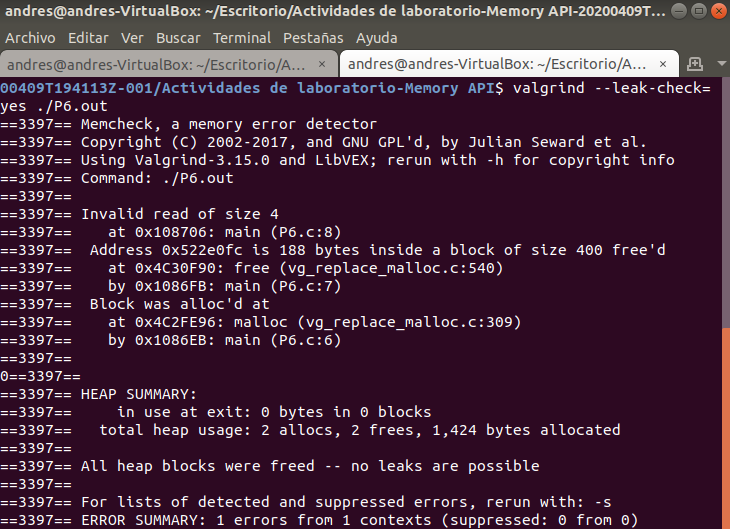 andres@andres-VirtualBox: ~/Escritorio/Actividades de laboratorio-Memory API-20200409T...
Archivo Editar Ver Buscar Terminal Pestañas Ayuda
andres@andres-VirtualBox: ~/Escritorio/A... × andres@andres-VirtualBox: ~/Escritorio/A... ×
00409T194113Z-001/Actividades de laboratorio-Memory API$ valgrind --leak-check=
yes ./P6.out
==3397== Memcheck, a memory error detector
==3397== Copyright (C) 2002-2017, and GNU GPL'd, by Julian Seward et al.
==3397== Using Valgrind-3.15.0 and LibVEX; rerun with -h for copyright info
==3397== Command: ./P6.out
==3397==
==3397== Invalid read of size 4
==3397==    at 0x108706: main (P6.c:8)
==3397==  Address 0x522e0fc is 188 bytes inside a block of size 400 free'd
==3397==    at 0x4C30F90: free (vg_replace_malloc.c:540)
==3397==    by 0x1086FB: main (P6.c:7)
==3397==  Block was alloc'd at
==3397==    at 0x4C2FE96: malloc (vg_replace_malloc.c:309)
==3397==    by 0x1086EB: main (P6.c:6)
==3397==
0==3397==
==3397== HEAP SUMMARY:
==3397==     in use at exit: 0 bytes in 0 blocks
==3397==   total heap usage: 2 allocs, 2 frees, 1,424 bytes allocated
==3397==
==3397== All heap blocks were freed -- no leaks are possible
==3397==
==3397== For lists of detected and suppressed errors, rerun with: -s
==3397== ERROR SUMMARY: 1 errors from 1 contexts (suppressed: 0 from 0)